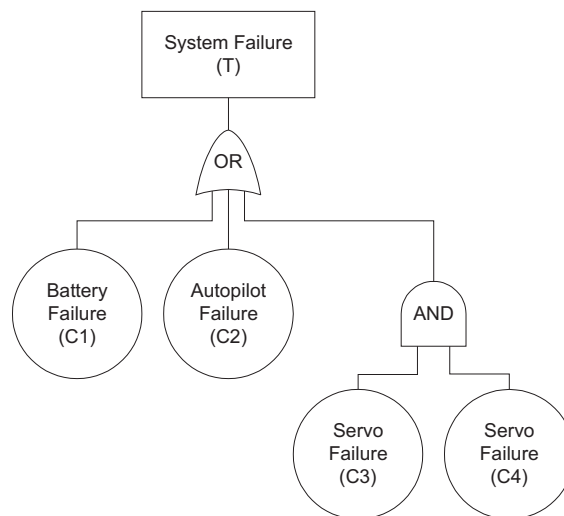 System Failure
(T)
OR
Battery
Failure
(C1)
Autopilot
Failure
(C2)
AND
Servo
Failure
(C3)
Servo
Failure
(C4)